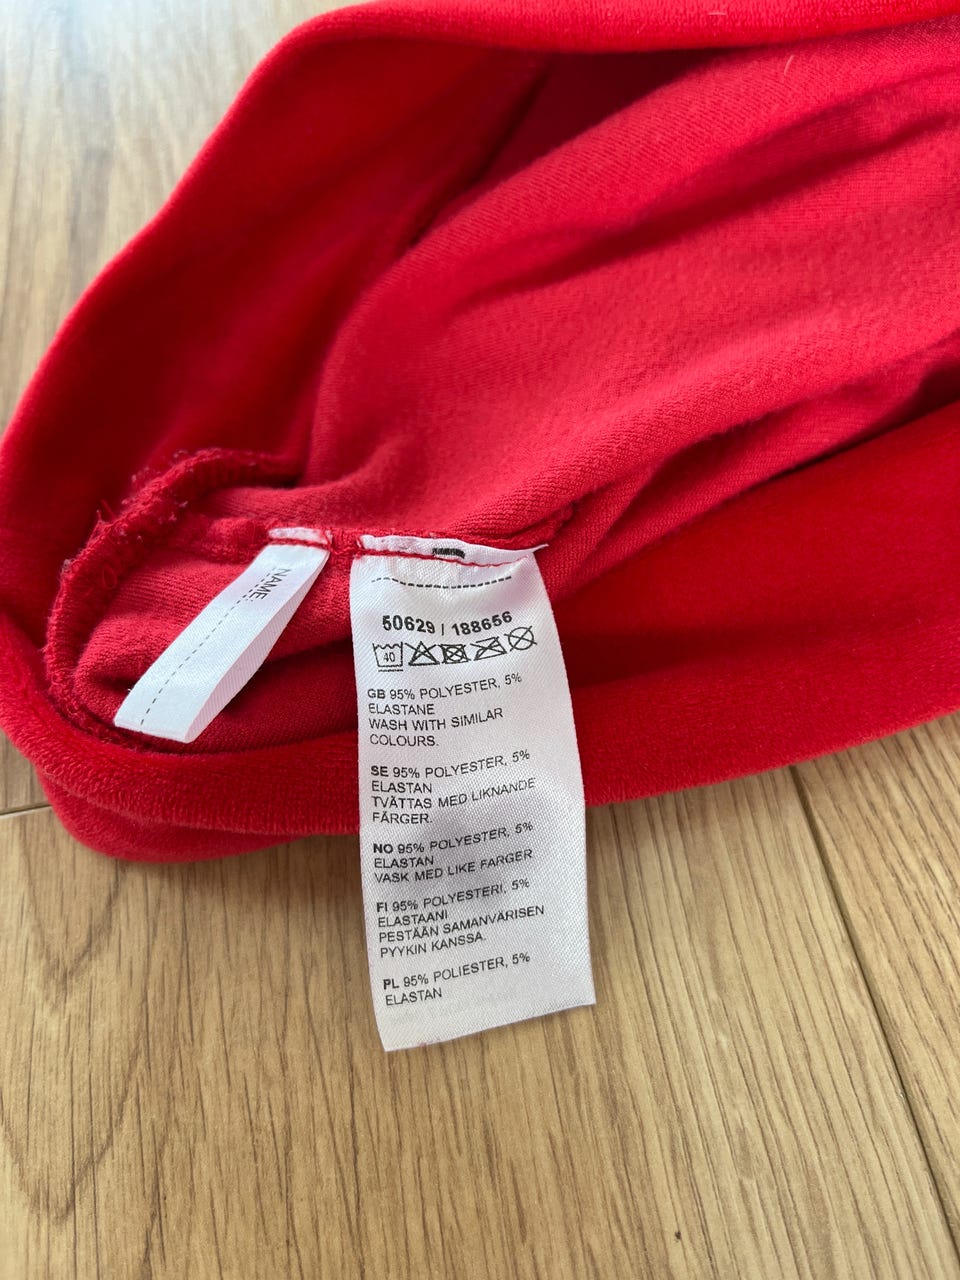 NAME:
50629 / 188656
40
GB 95% POLYESTER, 5%
ELASTANE
WASH WITH SIMILAR
COLOURS.
SE 95% POLYESTER, 5%
ELASTAN
TVÄTTAS MED LIKNANDE
FÄRGER.
NO 95% POLYESTER, 5%
ELASTAN
VASK MED LIKE FARGER
FI 95% POLYESTERI, 5%
ELASTAANI
PESTÄÄN SAMANVÄRISEN
PYYKIN KANSSA.
PL 95% POLIESTER, 5%
ELASTAN